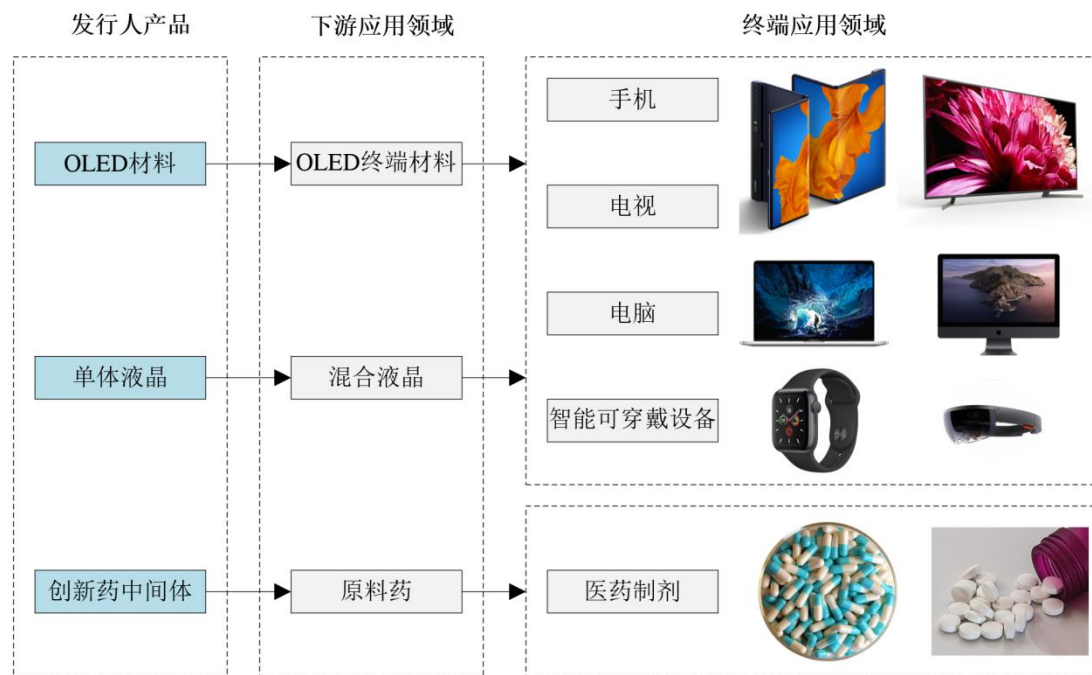 发行人产品
下游应用领域
终端应用领域
手机
OLED材料
OLED终端材料
电视
电脑
单体液晶
混合液晶
智能可穿戴设备
创新药中间体
原料药
医药制剂